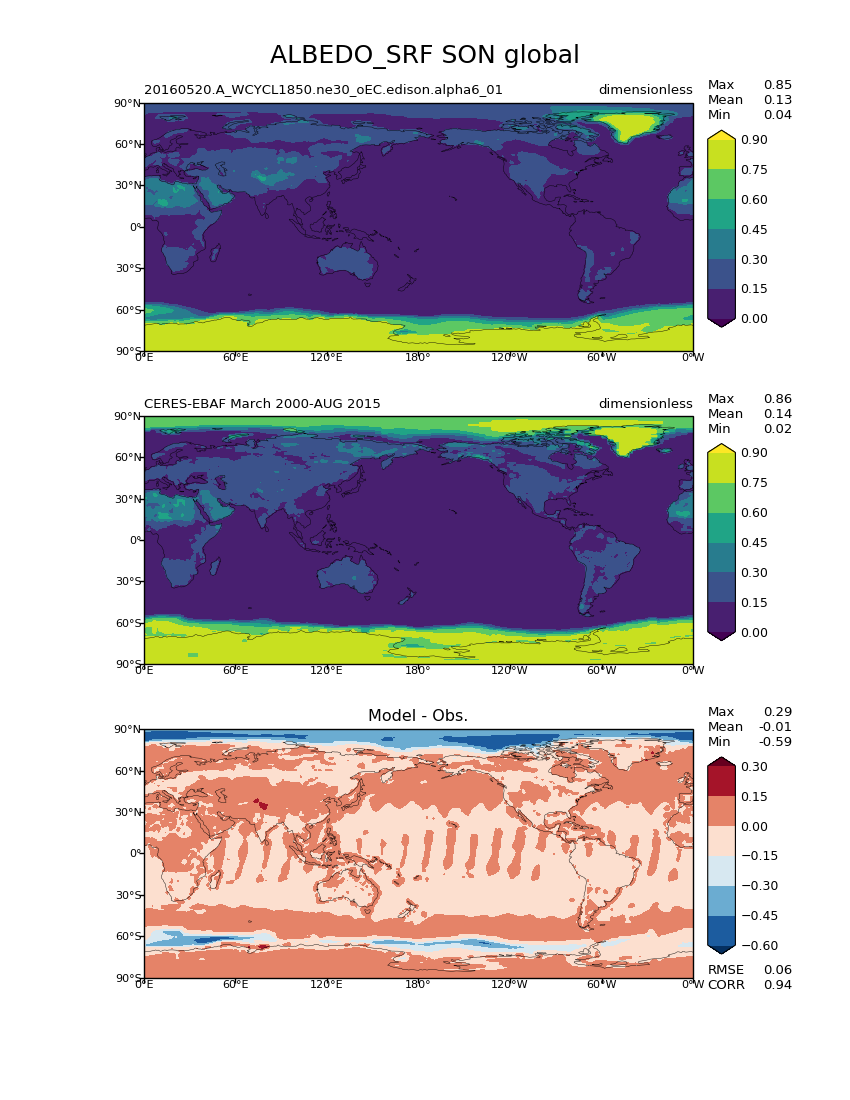 ALBEDO_SRF SON global
20160520.A_WCYCL1850.ne30_oEC.edison.alpha6_01 dimensionless
Max 0.85
Mean 0.13
Min 0.04
90°N
60°N
30°N
0°
30°S
60°S
90°S
0°E 60°E 120°E 180° 120°W 60°W 0°W
0.90
0.75
0.60
0.45
0.30
0.15
0.00
CERES-EBAF March 2000-AUG 2015 dimensionless
Max 0.86
Mean 0.14
Min 0.02
90°N
60°N
30°N
0°
30°S
60°S
90°S
0°E 60°E 120°E 180° 120°W 60°W 0°W
0.90
0.75
0.60
0.45
0.30
0.15
0.00
Model - Obs.
Max 0.29
Mean -0.01
Min -0.59
90°N
60°N
30°N
0°
30°S
60°S
90°S
0°E 60°E 120°E 180° 120°W 60°W 0°W
0.30
0.15
0.00
−0.15
−0.30
−0.45
−0.60
RMSE 0.06
CORR 0.94